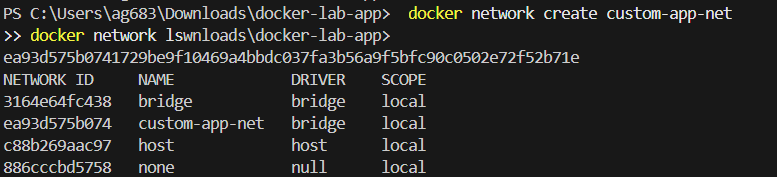 PS C:\Users\ag683\Downloads\docker-lab-app>  docker network create custom-app-net
>> docker network lswnloads\docker-lab-app>
ea93d575b0741729be9f10469a4bbdc037fa3b56a9f5bfc90c0502e72f52b71e
NETWORK ID     NAME             DRIVER    SCOPE
3164e64fc438   bridge           bridge    local
ea93d575b074   custom-app-net   bridge    local
c88b269aac97   host             host      local
886cccbd5758   none             null      local